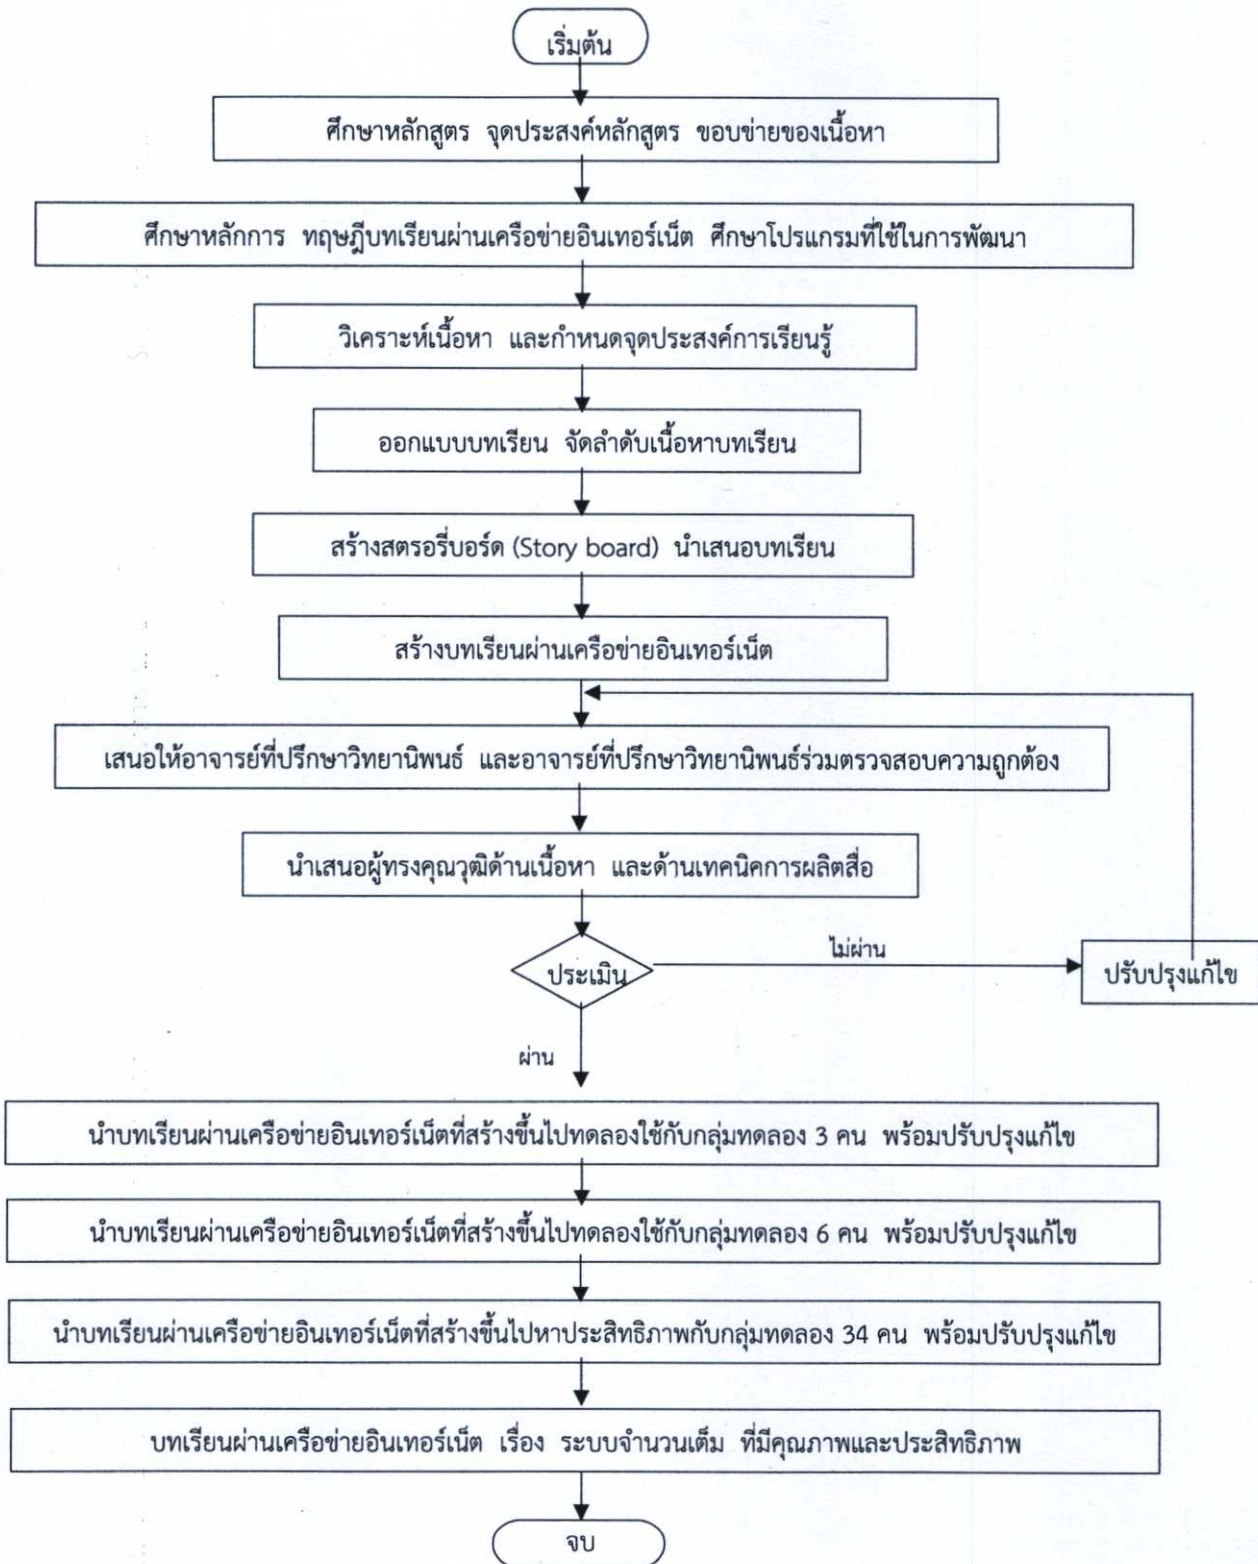 เริ่มต้น
ศึกษาหลักสูตร จุดประสงค์หลักสูตร ขอบข่ายของเนื้อหา
ศึกษาหลักการ ทฤษฎีบทเรียนผ่านเครือข่ายอินเทอร์เน็ต ศึกษาโปรแกรมที่ใช้ในการพัฒนา
วิเคราะห์เนื้อหา และกำหนดจุดประสงค์การเรียนรู้
ออกแบบบทเรียน จัดลำดับเนื้อหาบทเรียน
สร้างสตรอรี่บอร์ด (Story board) นำเสนอบทเรียน
สร้างบทเรียนผ่านเครือข่ายอินเทอร์เน็ต
เสนอให้อาจารย์ที่ปรึกษาวิทยานิพนธ์ และอาจารย์ที่ปรึกษาวิทยานิพนธ์ร่วมตรวจสอบความถูกต้อง
นำเสนอผู้ทรงคุณวุฒิด้านเนื้อหา และด้านเทคนิคการผลิตสื่อ
ประเมิน
ไม่ผ่าน
ปรับปรุงแก้ไข
ผ่าน
นำบทเรียนผ่านเครือข่ายอินเทอร์เน็ตที่สร้างขึ้นไปทดลองใช้กับกลุ่มทดลอง 3 คน พร้อมปรับปรุงแก้ไข
นำบทเรียนผ่านเครือข่ายอินเทอร์เน็ตที่สร้างขึ้นไปทดลองใช้กับกลุ่มทดลอง 6 คน พร้อมปรับปรุงแก้ไข
นำบทเรียนผ่านเครือข่ายอินเทอร์เน็ตที่สร้างขึ้นไปหาประสิทธิภาพกับกลุ่มทดลอง 34 คน พร้อมปรับปรุงแก้ไข
บทเรียนผ่านเครือข่ายอินเทอร์เน็ต เรื่อง ระบบจำนวนเต็ม ที่มีคุณภาพและประสิทธิภาพ
จบ